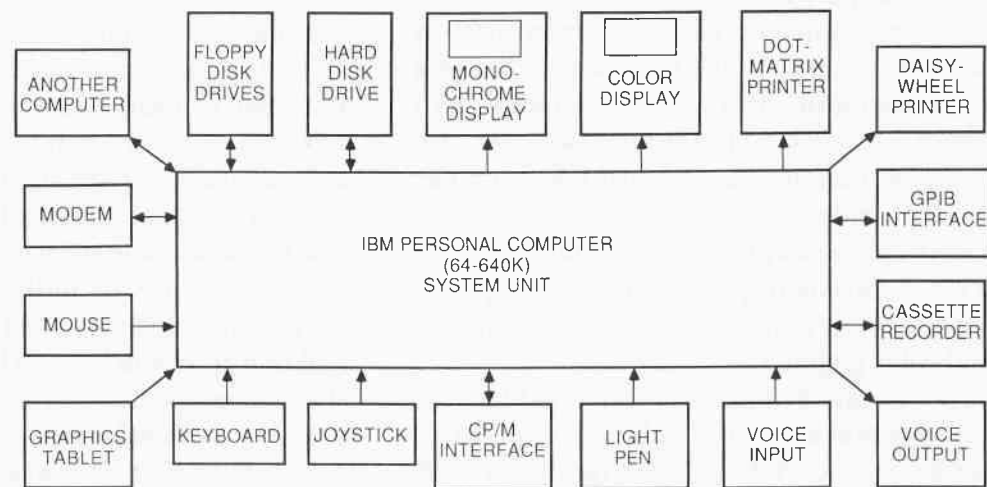 ANOTHER
COMPUTER
FLOPPY
DISK
DRIVES
HARD
DISK
DRIVE
MONO-
CHROME
DISPLAY
COLOR
DISPLAY
DOT-
MATRIX
PRINTER
DAISY-
WHEEL
PRINTER
MODEM
IBM PERSONAL COMPUTER
(64-640K)
SYSTEM UNIT
GPIB
INTERFACE
MOUSE
CASSETTE
RECORDER
GRAPHICS
TABLET
KEYBOARD
JOYSTICK
CP/M
INTERFACE
LIGHT
PEN
VOICE
INPUT
VOICE
OUTPUT